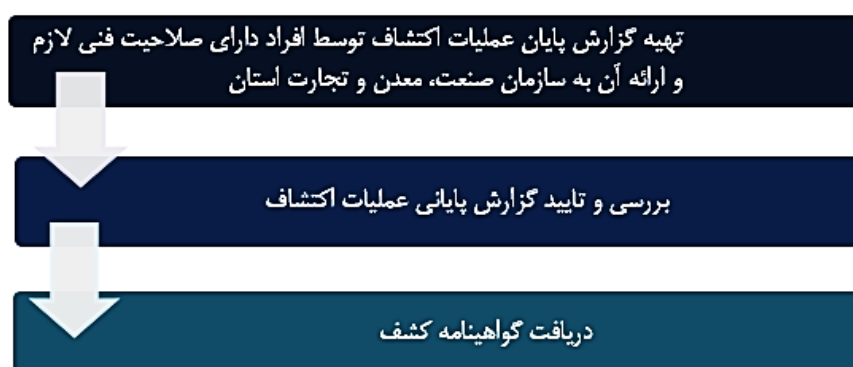 تهیه گزارش پایان عملیات اکتشاف توسط افراد دارای صلاحیت فنی لازم
و ارائه آن به سازمان صنعت، معدن و تجارت استان
بررسی و تایید گزارش پایانی عملیات اکتشاف
دریافت گواهینامه کشف